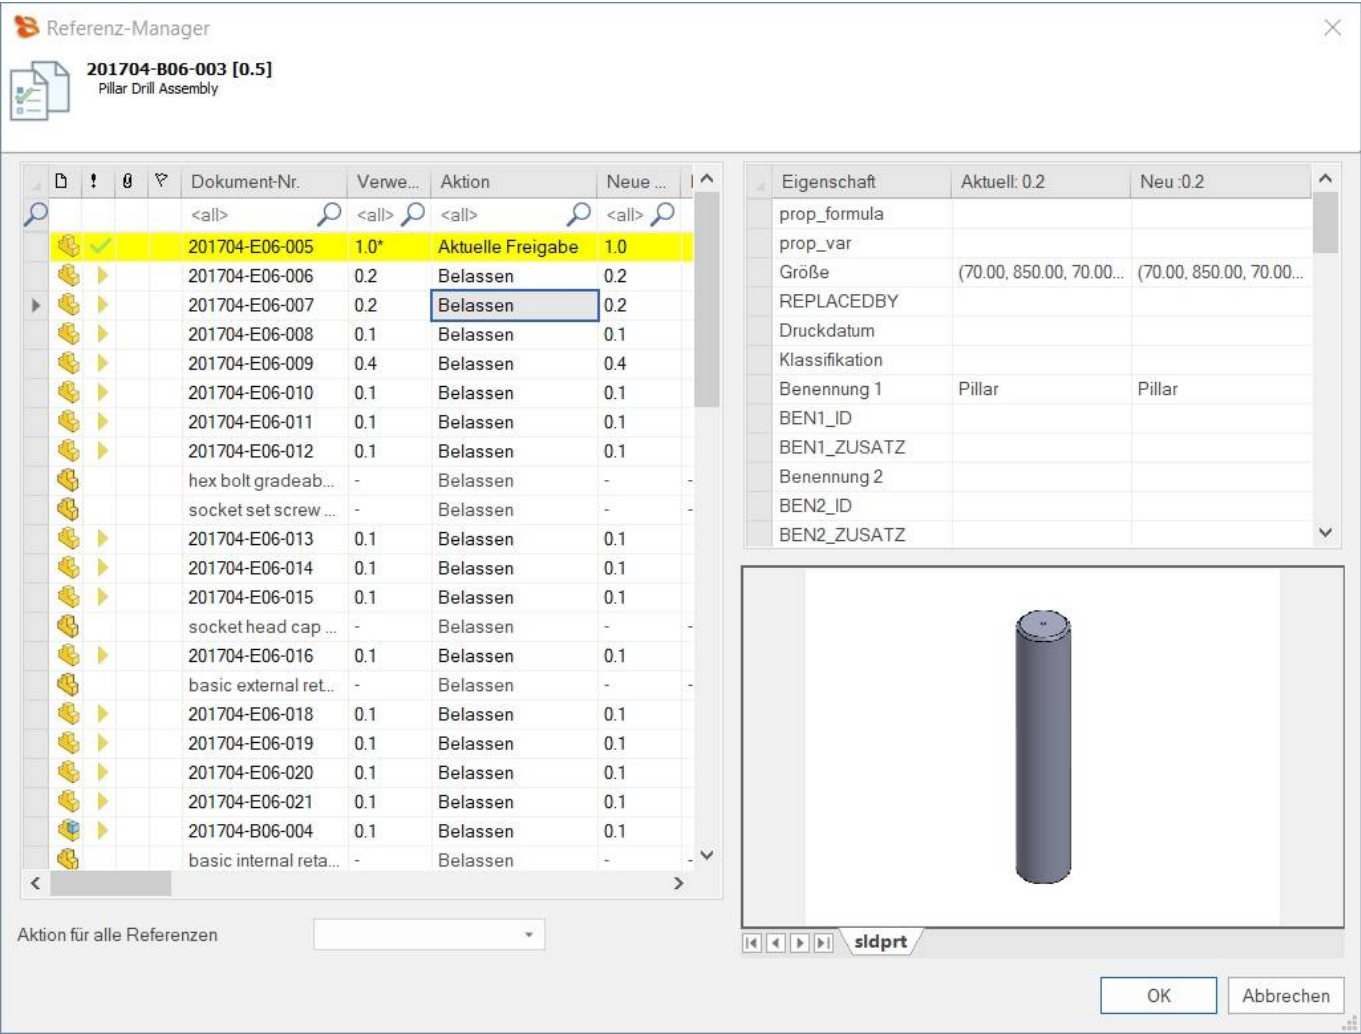 Referenz-Manager
201704-B06-003 [0.5]
Pillar Drill Assembly
! Dokument-Nr. Verwe... Aktion Neue ...
<all> <all> <all> <all>
201704-E06-005 1.0* Aktuelle Freigabe 1.0
201704-E06-006 0.2 Belassen 0.2
201704-E06-007 0.2 Belassen 0.2
201704-E06-008 0.1 Belassen 0.1
201704-E06-009 0.4 Belassen 0.4
201704-E06-010 0.1 Belassen 0.1
201704-E06-011 0.1 Belassen 0.1
201704-E06-012 0.1 Belassen 0.1
hex bolt gradeab... - Belassen - -
socket set screw ... - Belassen - -
201704-E06-013 0.1 Belassen 0.1
201704-E06-014 0.1 Belassen 0.1
201704-E06-015 0.1 Belassen 0.1
socket head cap ... - Belassen - -
201704-E06-016 0.1 Belassen 0.1
basic external ret... - Belassen - -
201704-E06-018 0.1 Belassen 0.1
201704-E06-019 0.1 Belassen 0.1
201704-E06-020 0.1 Belassen 0.1
201704-E06-021 0.1 Belassen 0.1
201704-B06-004 0.1 Belassen 0.1
basic internal reta... - Belassen - -
Aktion für alle Referenzen
Eigenschaft Aktuell: 0.2 Neu :0.2
prop_formula
prop_var
Größe (70.00, 850.00, 70.00... (70.00, 850.00, 70.00...
REPLACEDBY
Druckdatum
Klassifikation
Benennung 1 Pillar Pillar
BEN1_ID
BEN1_ZUSATZ
Benennung 2
BEN2_ID
BEN2_ZUSATZ
sldprt
OK Abbrechen